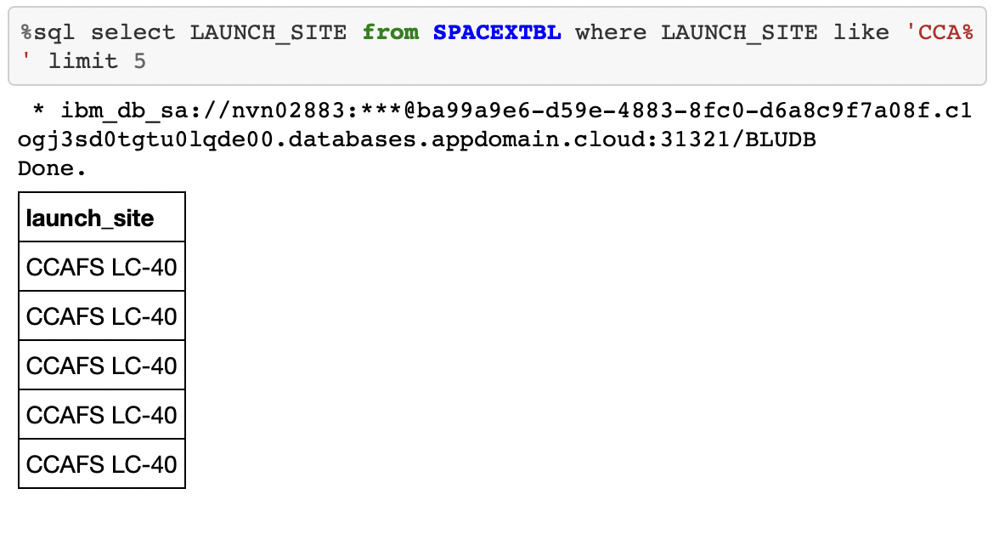 %sql select LAUNCH_SITE from SPACEXTBL where LAUNCH_SITE like 'CCA%
' limit 5
* ibm_db_sa://nvn02883:***@ba99a9e6-d59e-4883-8fc0-d6a8c9f7a08f.c1
ogj3sd0tgtu0lqde00.databases.appdomain.cloud:31321/BLUDB
Done.
launch_site
CCAFS LC-40
CCAFS LC-40
CCAFS LC-40
CCAFS LC-40
CCAFS LC-40